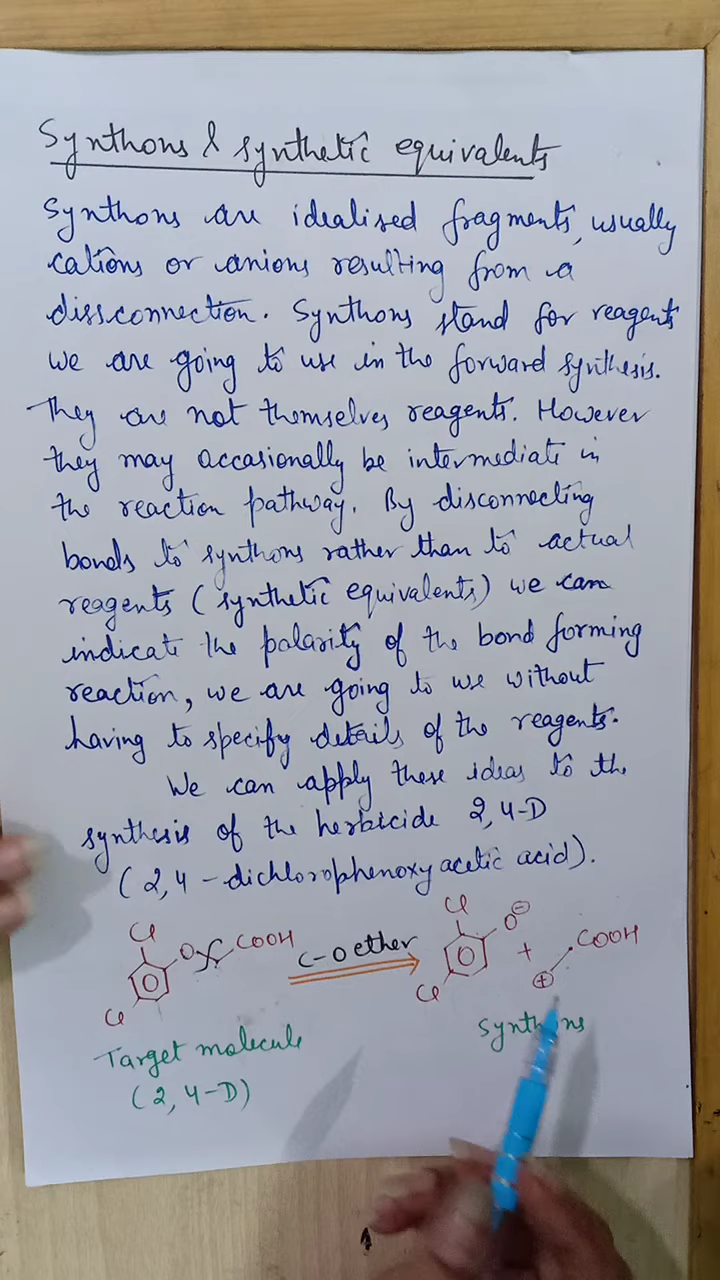 Synthons & synthetic equivalents
Synthons are idealised fragments, usually
cations or anions resulting from a
dissconnection. Synthons stand for reagents
we are going to use in the forward synthesis.
They are not themselves reagents. However
they may accasionally be intermediate in
the reaction pathway. By disconnecting
bonds to synthons rather than to actual
reagents (synthetic equivalents) we can
indicate the polarity of the bond forming
reaction, we are going to use without
having to specify details of the reagents.
We can apply these ideas to the
synthesis of the herbicide 2,4-D
(2,4-dichlorophenoxy acetic acid).
Cl O COOH Cl C-O ether Cl O⊖ + ⊕ COOH Cl
Target molecule Synthons
(2,4-D)